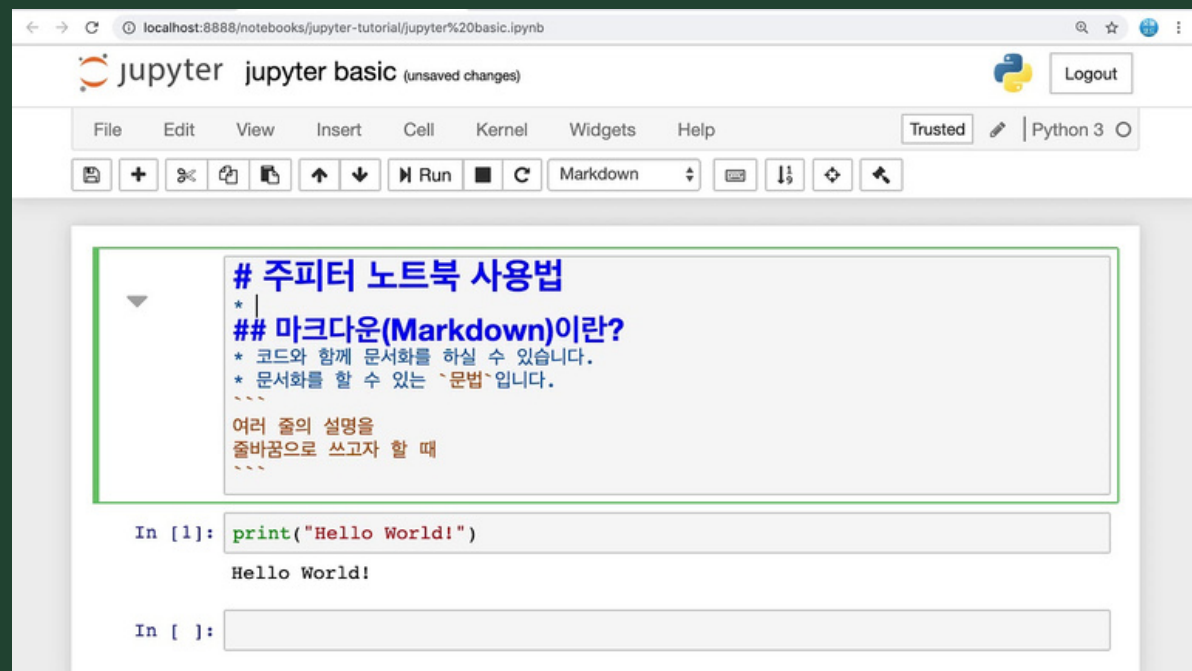 localhost:8888/notebooks/jupyter-tutorial/jupyter%20basic.ipynb
jupyter jupyter basic (unsaved changes) Logout
File Edit View Insert Cell Kernel Widgets Help Trusted Python 3
Run Markdown
# 주피터 노트북 사용법
*
## 마크다운(Markdown)이란?
* 코드와 함께 문서화를 하실 수 있습니다.
* 문서화를 할 수 있는 `문법`입니다.
```
여러 줄의 설명을
줄바꿈으로 쓰고자 할 때
```
In [1]: print("Hello World!")
Hello World!
In [ ]: